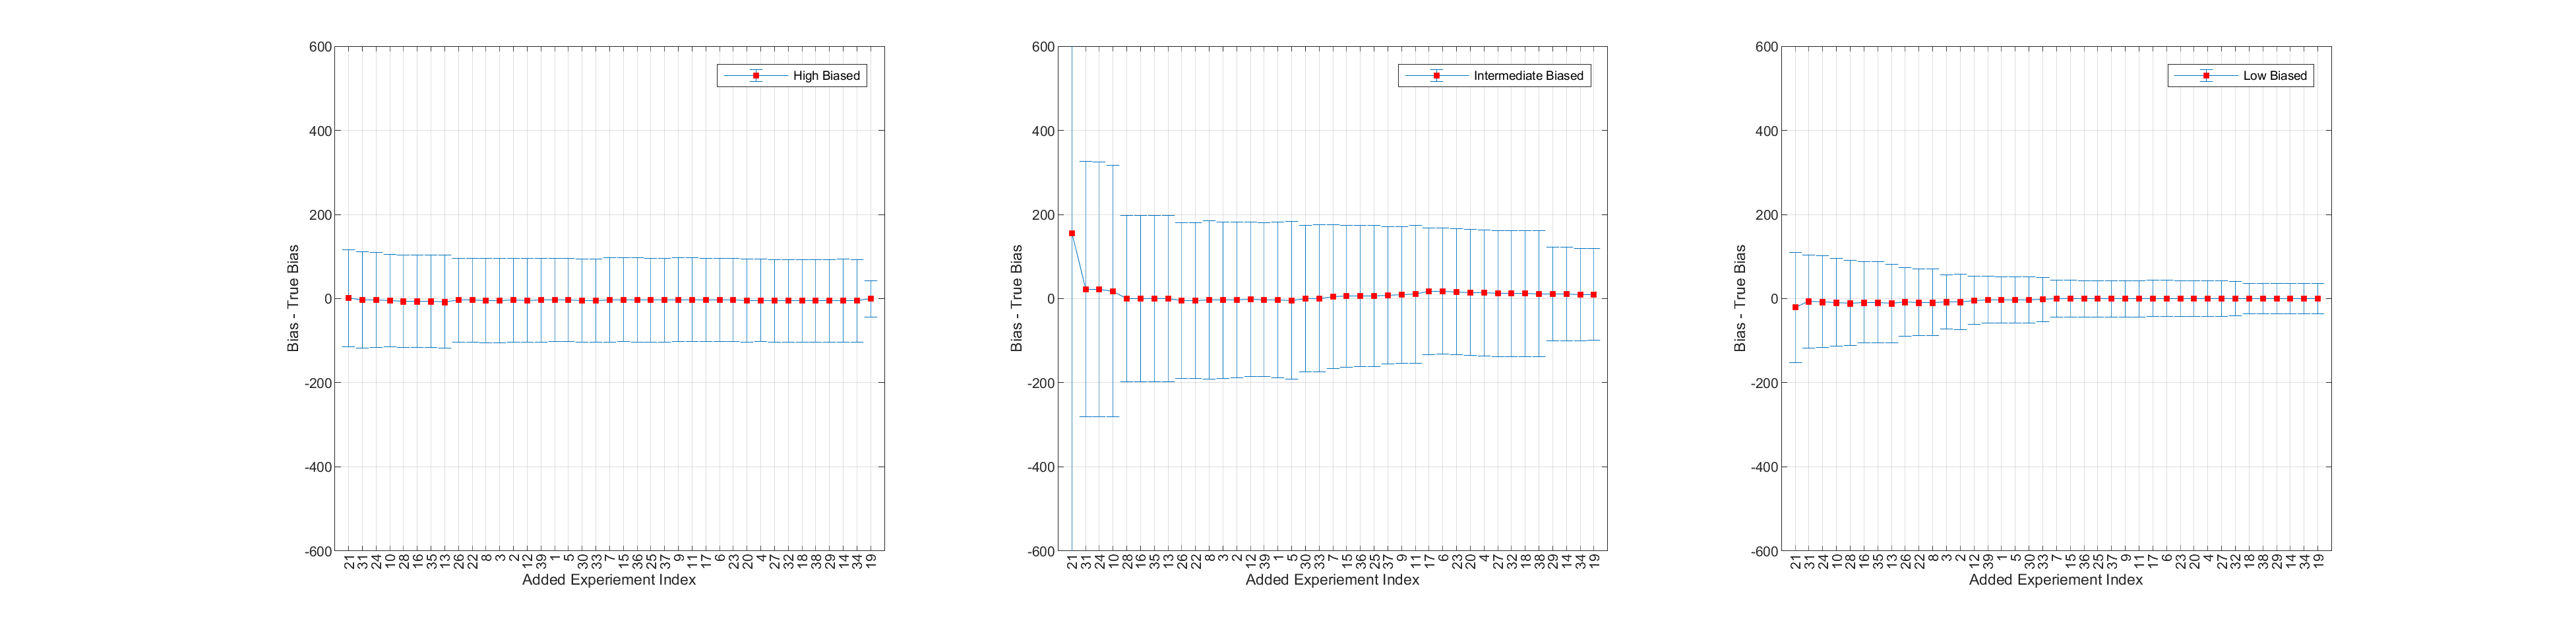 600
400
200
0
-200
-400
-600
Bias - True Bias
High Biased
21 31 24 10 28 16 35 13 26 22 8 3 2 12 39 1 5 30 33 7 15 36 25 37 9 11 17 6 23 20 4 27 32 18 38 29 14 34 19
Added Experiement Index
600
400
200
0
-200
-400
-600
Bias - True Bias
Intermediate Biased
21 31 24 10 28 16 35 13 26 22 8 3 2 12 39 1 5 30 33 7 15 36 25 37 9 11 17 6 23 20 4 27 32 18 38 29 14 34 19
Added Experiement Index
600
400
200
0
-200
-400
-600
Bias - True Bias
Low Biased
21 31 24 10 28 16 35 13 26 22 8 3 2 12 39 1 5 30 33 7 15 36 25 37 9 11 17 6 23 20 4 27 32 18 38 29 14 34 19
Added Experiement Index